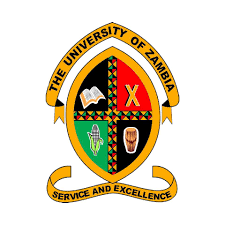 THE UNIVERSITY OF ZAMBIA
SERVICE AND EXCELLENCE